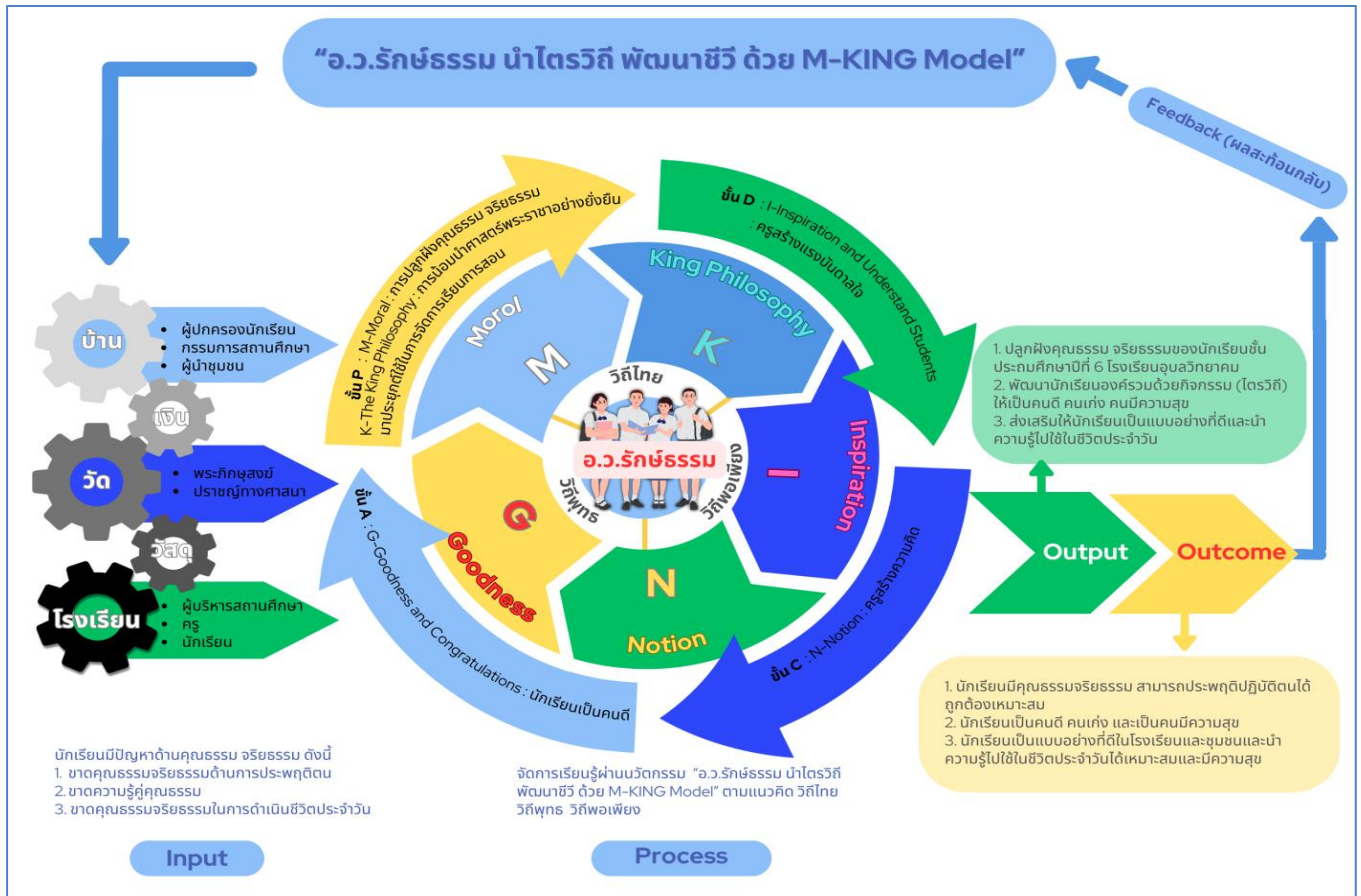 “อ.ว.รักษ์ธรรม นำไตรวิถี พัฒนาชีวี ด้วย M-KING Model”
Feedback (ผลสะท้อนกลับ)
บ้าน
• ผู้ปกครองนักเรียน
• กรรมการสถานศึกษา
• ผู้นำชุมชน
เงิน
วัด
• พระภิกษุสงฆ์
• ปราชญ์ทางศาสนา
วัสดุ
โรงเรียน
• ผู้บริหารสถานศึกษา
• ครู
• นักเรียน
ขั้น P : M-Moral : การปลูกฝังคุณธรรม จริยธรรม
K-The King Philosophy : การน้อมนำศาสตร์พระราชาอย่างยั่งยืน
มาประยุกต์ใช้ในการจัดการเรียนการสอน
ขั้น D : I-Inspiration and Understand Students
: ครูสร้างแรงบันดาลใจ
ขั้น C : N-Notion : ครูสร้างความคิด
ขั้น A : G-Goodness and Congratulations : นักเรียนเป็นคนดี
Morol
M
King Philosophy
K
Inspiration
I
N
Notion
G
Goodness
วิถีไทย
วิถีพุทธ
วิถีพอเพียง
อ.ว.รักษ์ธรรม
1. ปลูกฝังคุณธรรม จริยธรรมของนักเรียนชั้น
ประถมศึกษาปีที่ 6 โรงเรียนอุบลวิทยาคม
2. พัฒนานักเรียนองค์รวมด้วยกิจกรรม (ไตรวิถี)
ให้เป็นคนดี คนเก่ง คนมีความสุข
3. ส่งเสริมให้นักเรียนเป็นแบบอย่างที่ดีและนำ
ความรู้ไปใช้ในชีวิตประจำวัน
Output
Outcome
1. นักเรียนมีคุณธรรมจริยธรรม สามารถประพฤติปฏิบัติตนได้
ถูกต้องเหมาะสม
2. นักเรียนเป็นคนดี คนเก่ง และเป็นคนมีความสุข
3. นักเรียนเป็นแบบอย่างที่ดีในโรงเรียนและชุมชนและนำ
ความรู้ไปใช้ในชีวิตประจำวันได้เหมาะสมและมีความสุข
นักเรียนมีปัญหาด้านคุณธรรม จริยธรรม ดังนี้
1. ขาดคุณธรรมจริยธรรมด้านการประพฤติตน
2. ขาดความรู้คู่คุณธรรม
3. ขาดคุณธรรมจริยธรรมในการดำเนินชีวิตประจำวัน
Input
จัดการเรียนรู้ผ่านนวัตกรรม “อ.ว.รักษ์ธรรม นำไตรวิถี
พัฒนาชีวี ด้วย M-KING Model” ตามแนวคิด วิถีไทย
วิถีพุทธ วิถีพอเพียง
Process